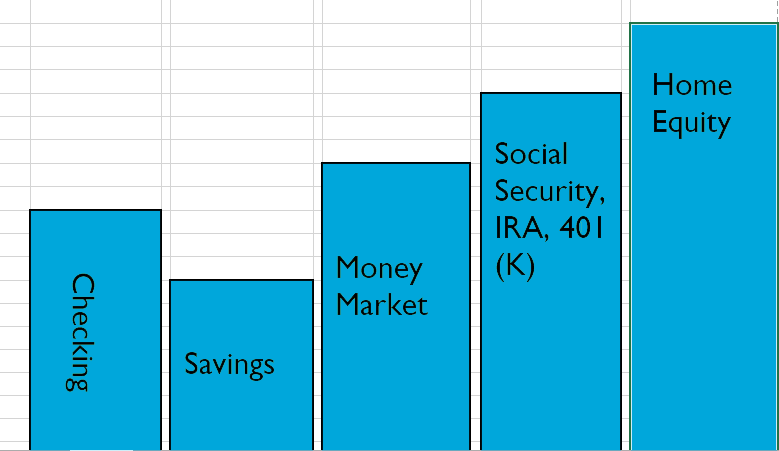 Checking
Savings
Money
Market
Social
Security,
IRA, 401
(K)
Home
Equity